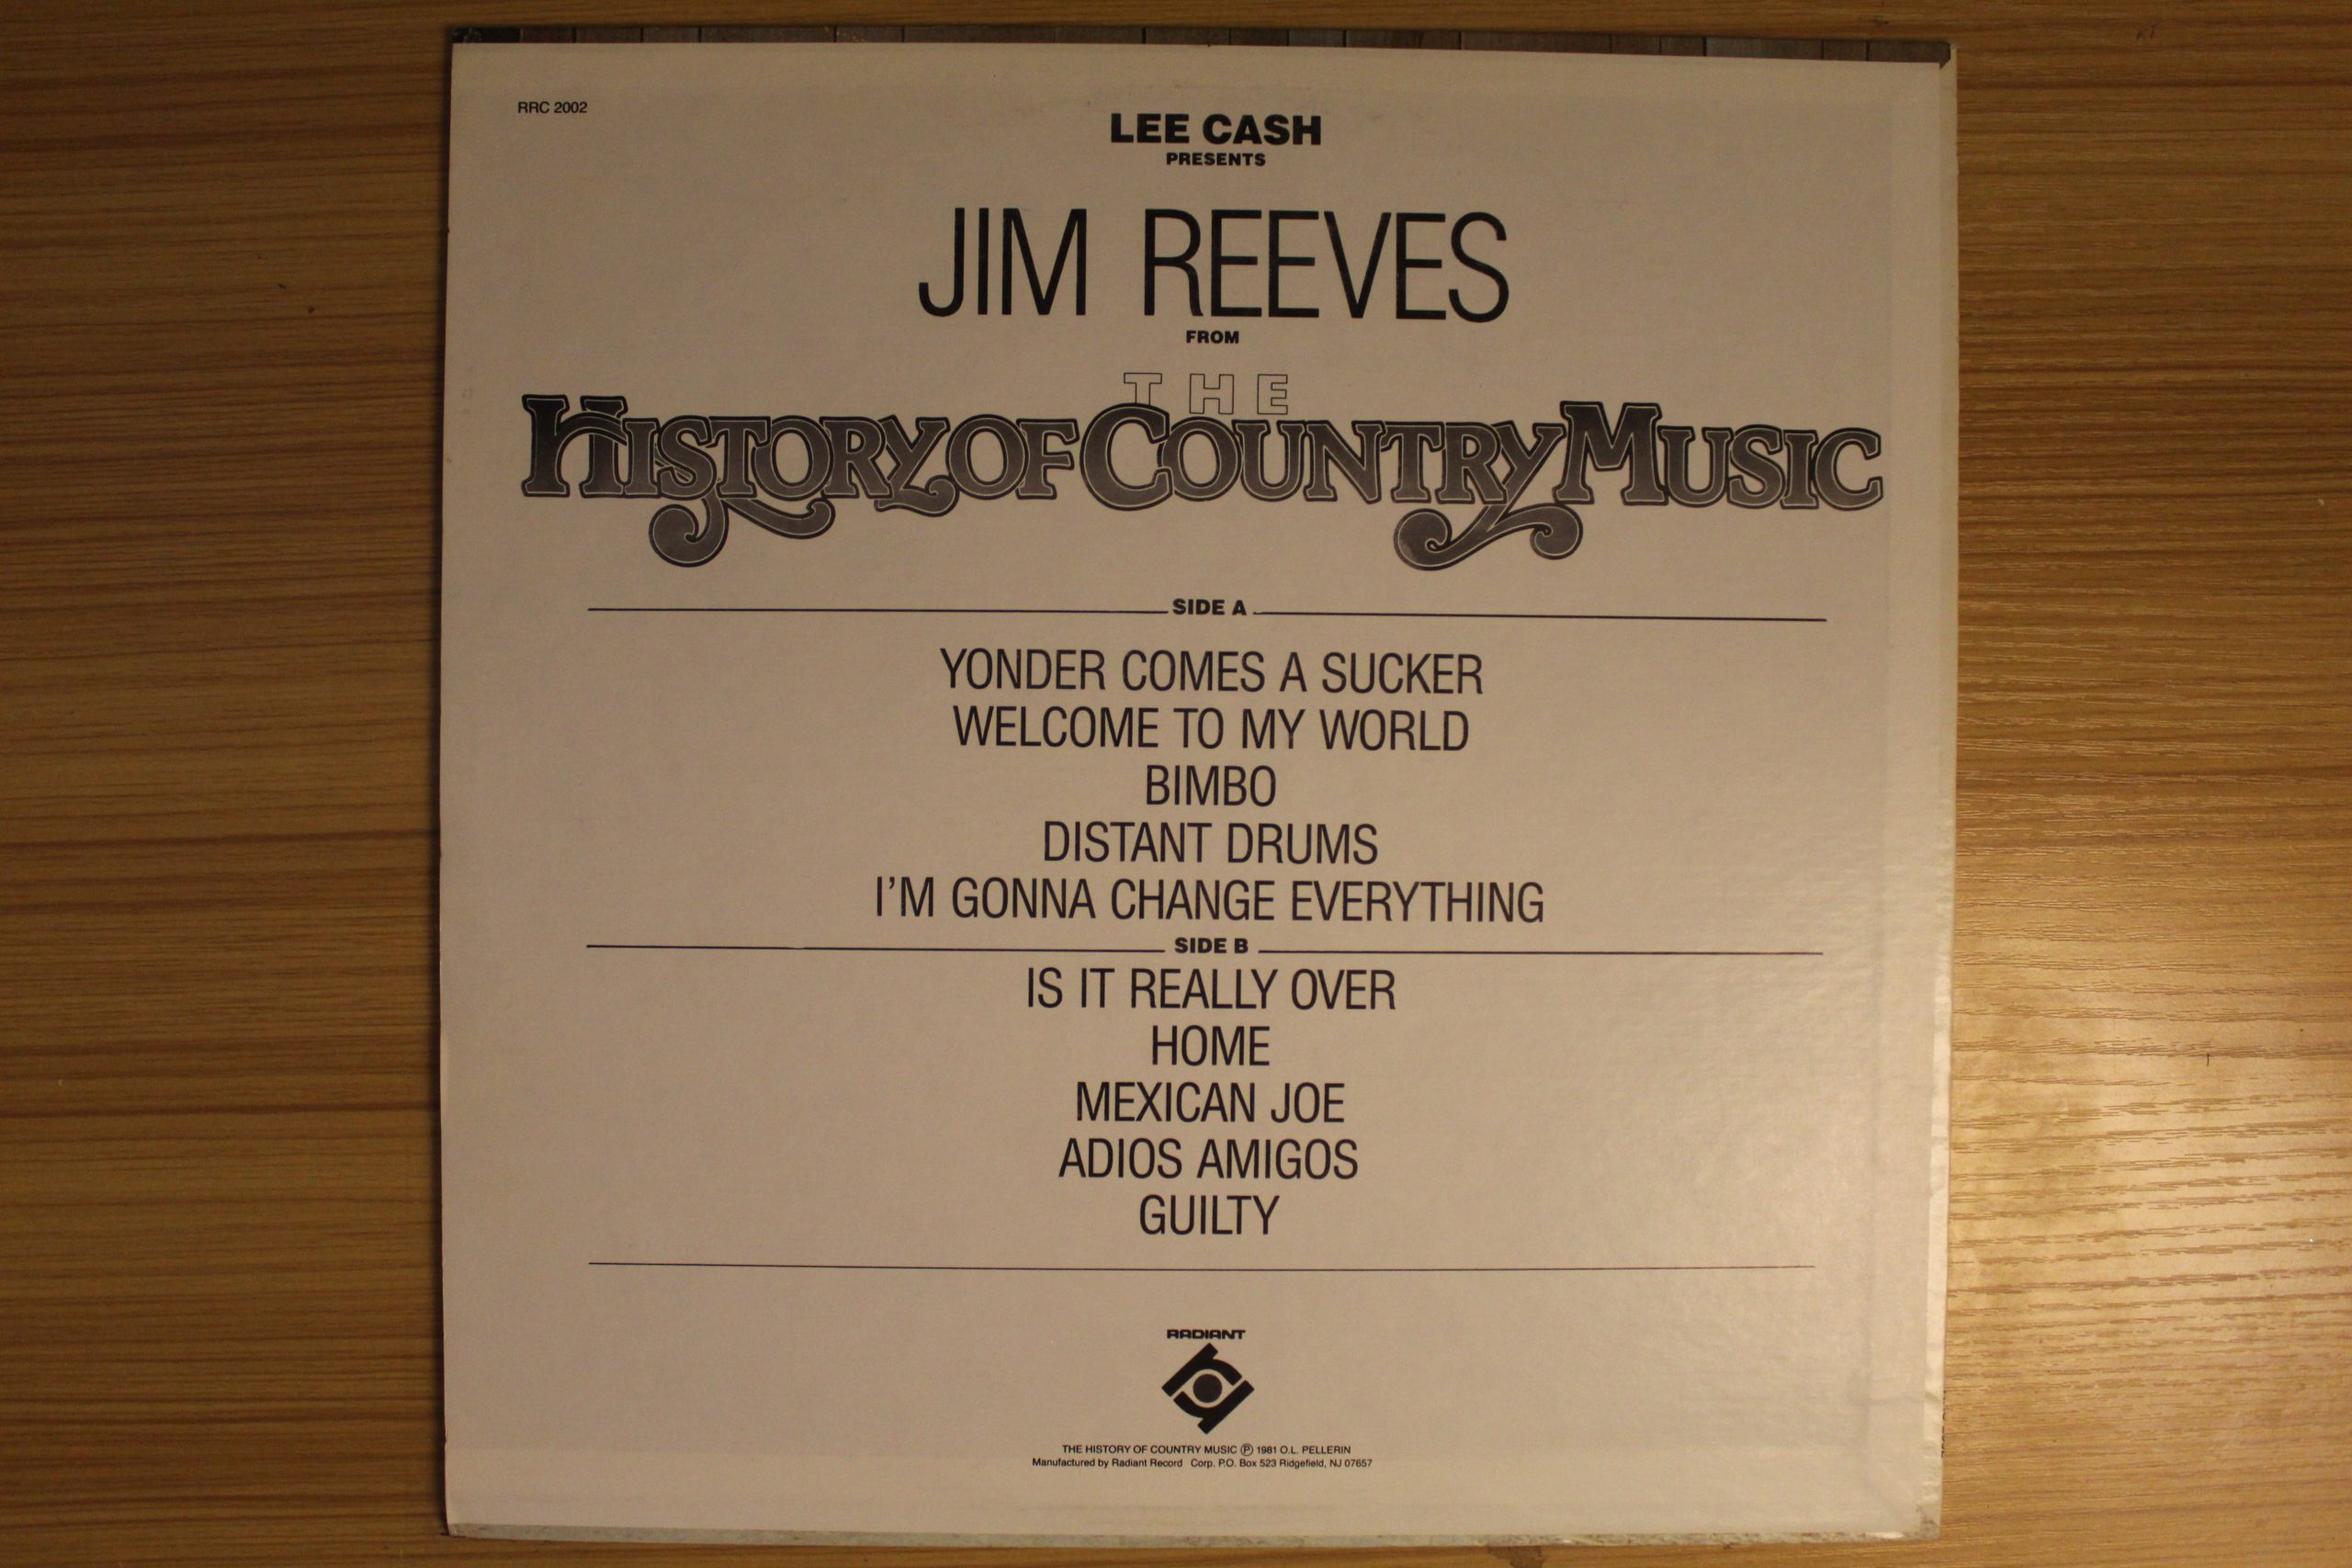 RRC 2002
LEE CASH
PRESENTS
JIM REEVES
FROM
THE
HISTORY OF COUNTRY MUSIC
SIDE A
YONDER COMES A SUCKER
WELCOME TO MY WORLD
BIMBO
DISTANT DRUMS
I'M GONNA CHANGE EVERYTHING
SIDE B
IS IT REALLY OVER
HOME
MEXICAN JOE
ADIOS AMIGOS
GUILTY
RADIANT
THE HISTORY OF COUNTRY MUSIC Ⓟ 1981 O.L. PELLERIN
Manufactured by Radiant Record Corp. P.O. Box 523 Ridgefield, NJ 07657